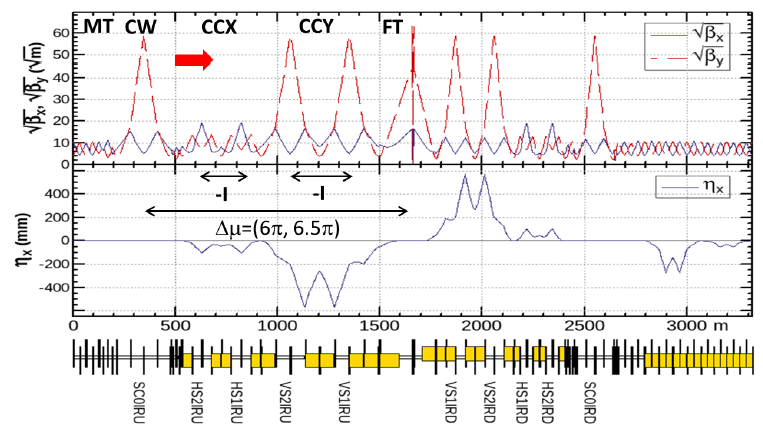 MT CW CCX CCY FT
√βx
√βy
√βx, √βy (√m)
60
50
40
30
20
10
0
ηx
ηx (mm)
400
200
0
-200
-400
-I
-I
Δμ=(6π, 6.5π)
0 500 1000 1500 2000 2500 3000 m
SC0IRU
HS2IRU
HS1IRU
VS2IRU
VS1IRU
VS1IRD
VS2IRD
HS1IRD
HS2IRD
SC0IRD